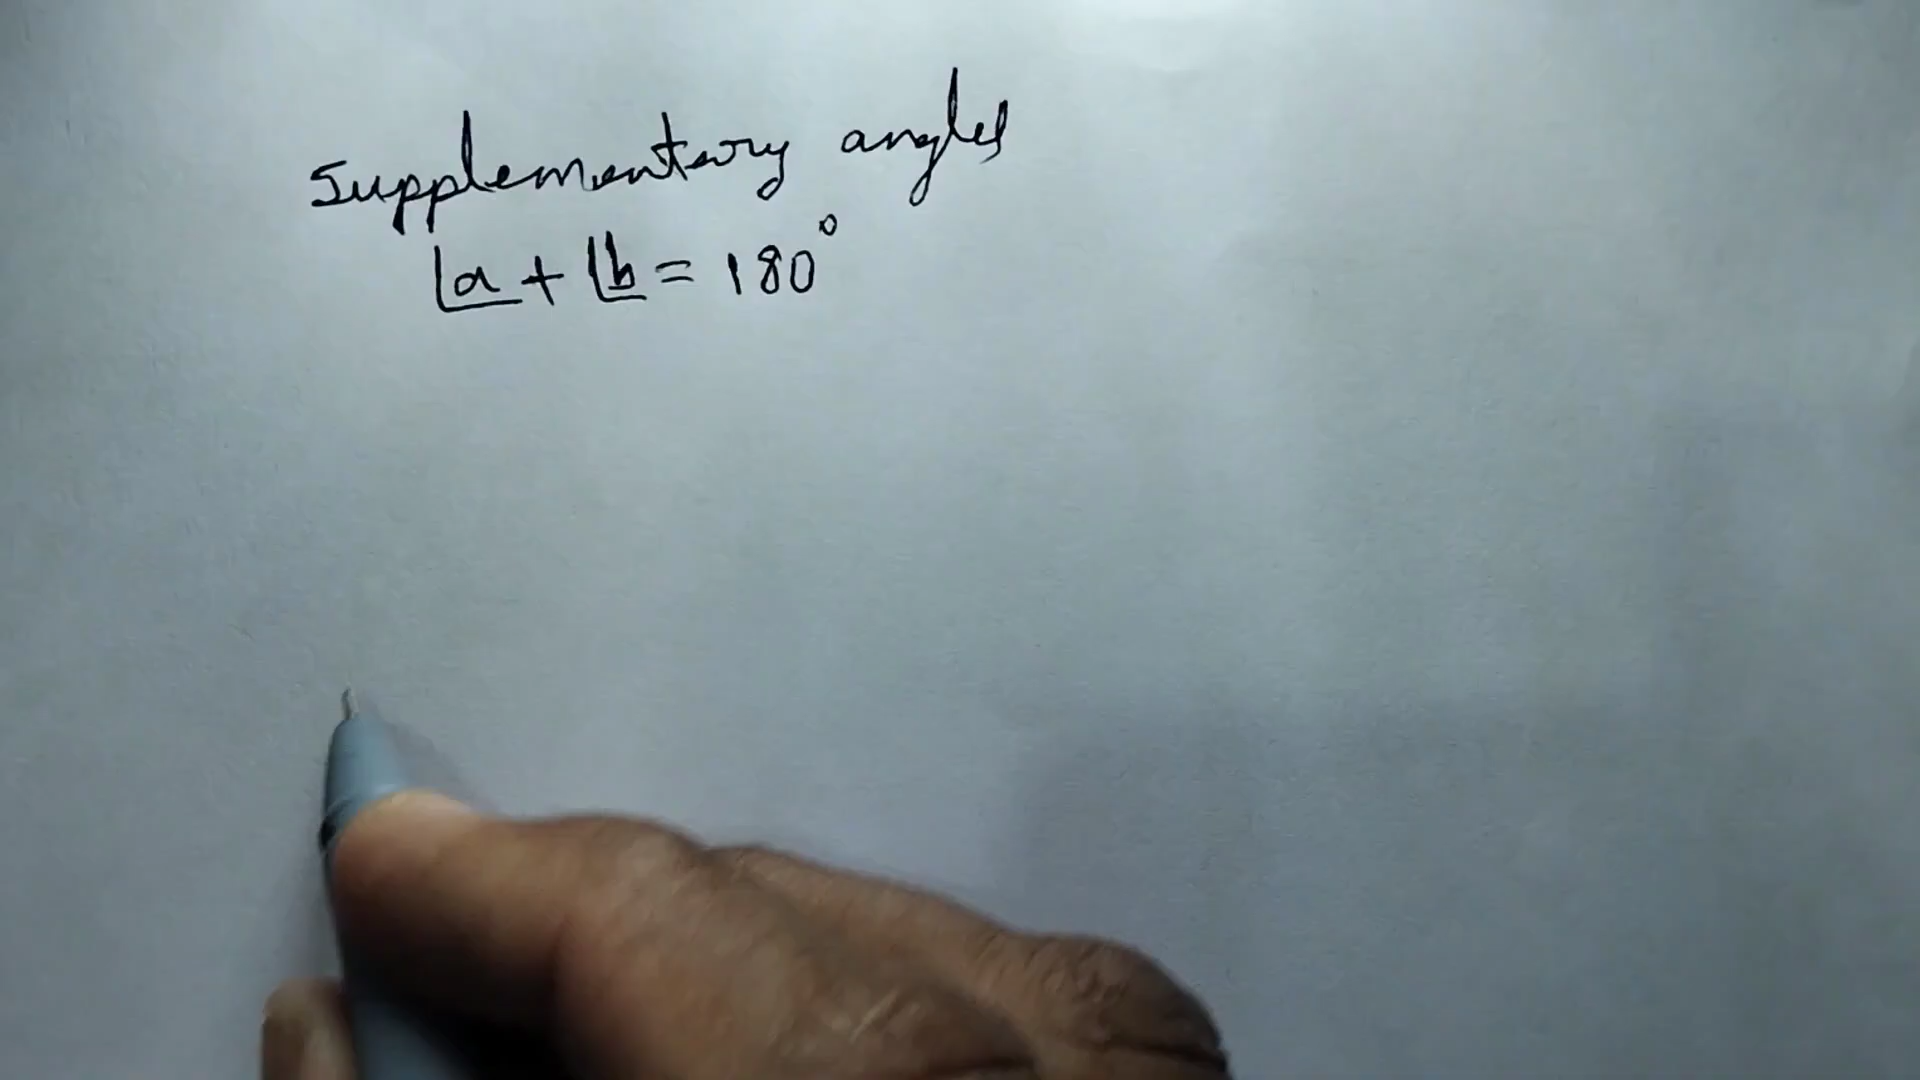 Supplementary angles
∠a + ∠b = 180°